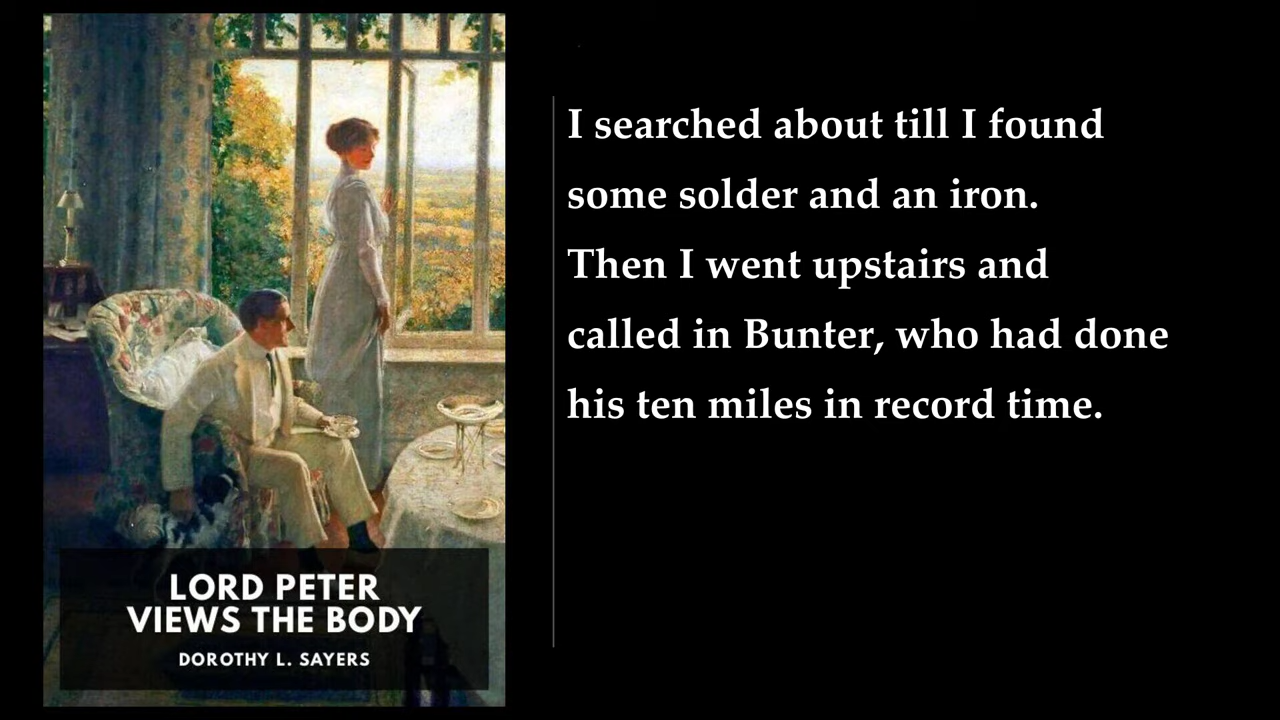 LORD PETER
VIEWS THE BODY
DOROTHY L. SAYERS
I searched about till I found
some solder and an iron.
Then I went upstairs and
called in Bunter, who had done
his ten miles in record time.